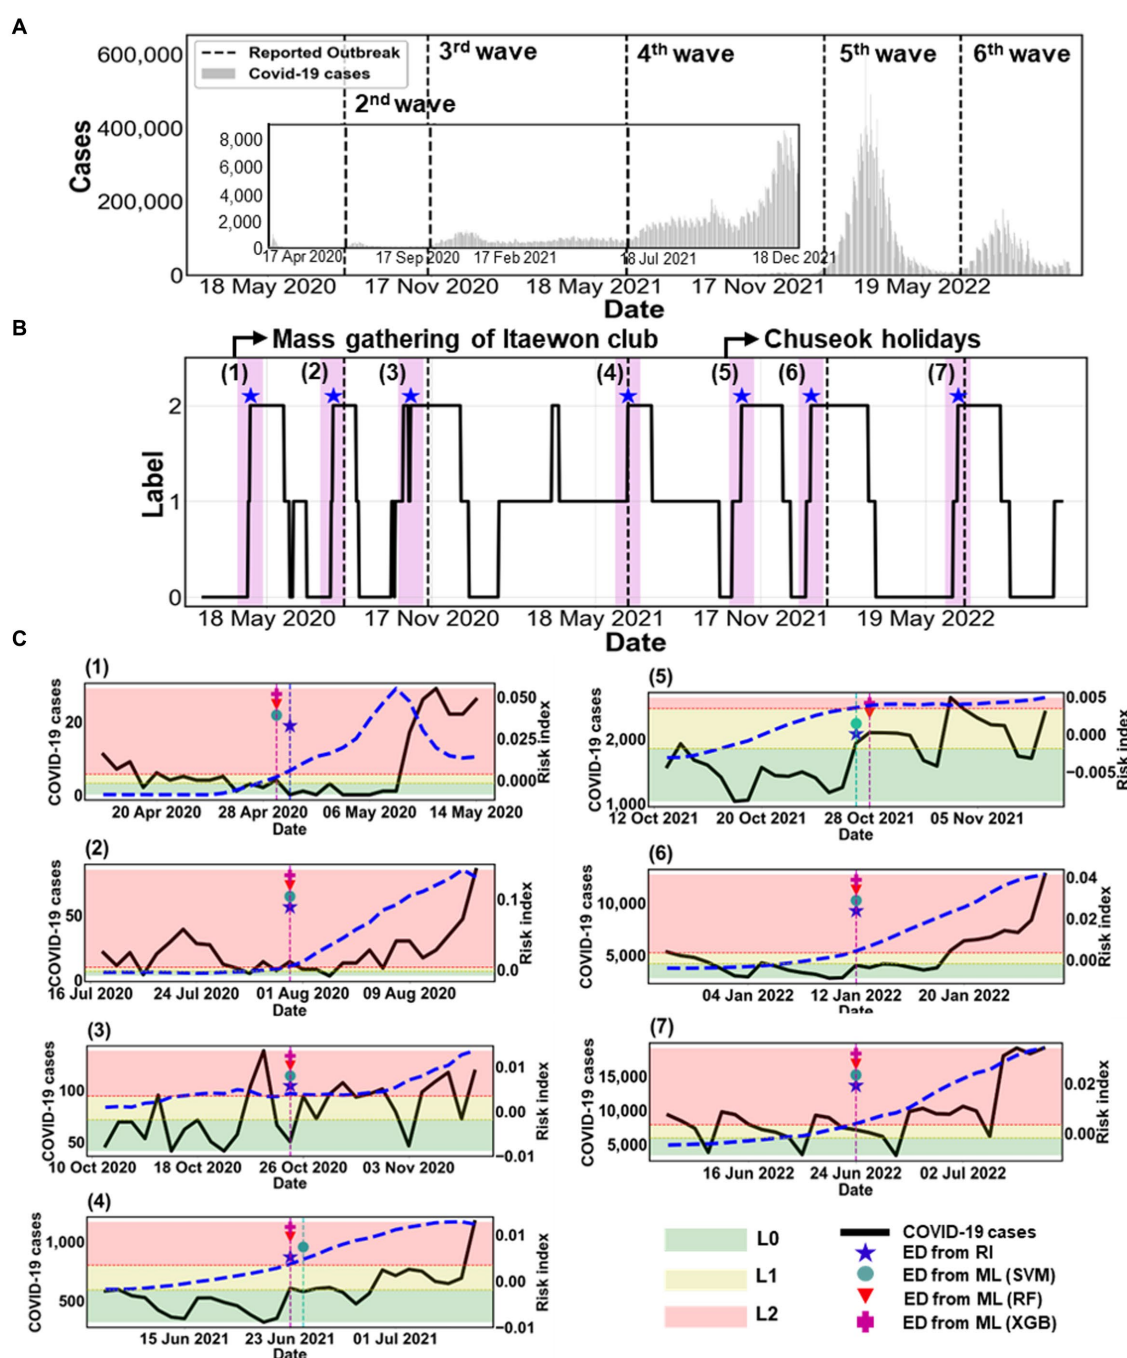 A
600,000
400,000
200,000
0
Cases
Reported Outbreak
Covid-19 cases
2nd wave
3rd wave
4th wave
5th wave
6th wave
8,000
6,000
4,000
2,000
0
17 Apr 2020
17 Sep 2020
17 Feb 2021
18 Jul 2021
18 Dec 2021
18 May 2020
17 Nov 2020
18 May 2021
17 Nov 2021
19 May 2022
Date
B
Mass gathering of Itaewon club
Chuseok holidays
(1)
(2)
(3)
(4)
(5)
(6)
(7)
2
1
0
Label
18 May 2020
17 Nov 2020
18 May 2021
17 Nov 2021
19 May 2022
Date
C
(1)
COVID-19 cases
20
0
0.050
0.025
0.000
Risk index
20 Apr 2020
28 Apr 2020
06 May 2020
14 May 2020
Date
(2)
COVID-19 cases
50
0
0.1
0.0
Risk index
16 Jul 2020
24 Jul 2020
01 Aug 2020
09 Aug 2020
Date
(3)
COVID-19 cases
100
50
0.01
0.00
−0.01
Risk index
10 Oct 2020
18 Oct 2020
26 Oct 2020
03 Nov 2020
Date
(4)
COVID-19 cases
1,000
500
0.01
0.00
−0.01
Risk index
15 Jun 2021
23 Jun 2021
01 Jul 2021
Date
(5)
COVID-19 cases
2,000
1,000
0.005
0.000
−0.005
Risk index
12 Oct 2021
20 Oct 2021
28 Oct 2021
05 Nov 2021
Date
(6)
COVID-19 cases
10,000
5,000
0.04
0.02
0.00
Risk index
04 Jan 2022
12 Jan 2022
20 Jan 2022
Date
(7)
COVID-19 cases
15,000
10,000
5,000
0.02
0.00
Risk index
16 Jun 2022
24 Jun 2022
02 Jul 2022
Date
L0
L1
L2
COVID-19 cases
ED from RI
ED from ML (SVM)
ED from ML (RF)
ED from ML (XGB)